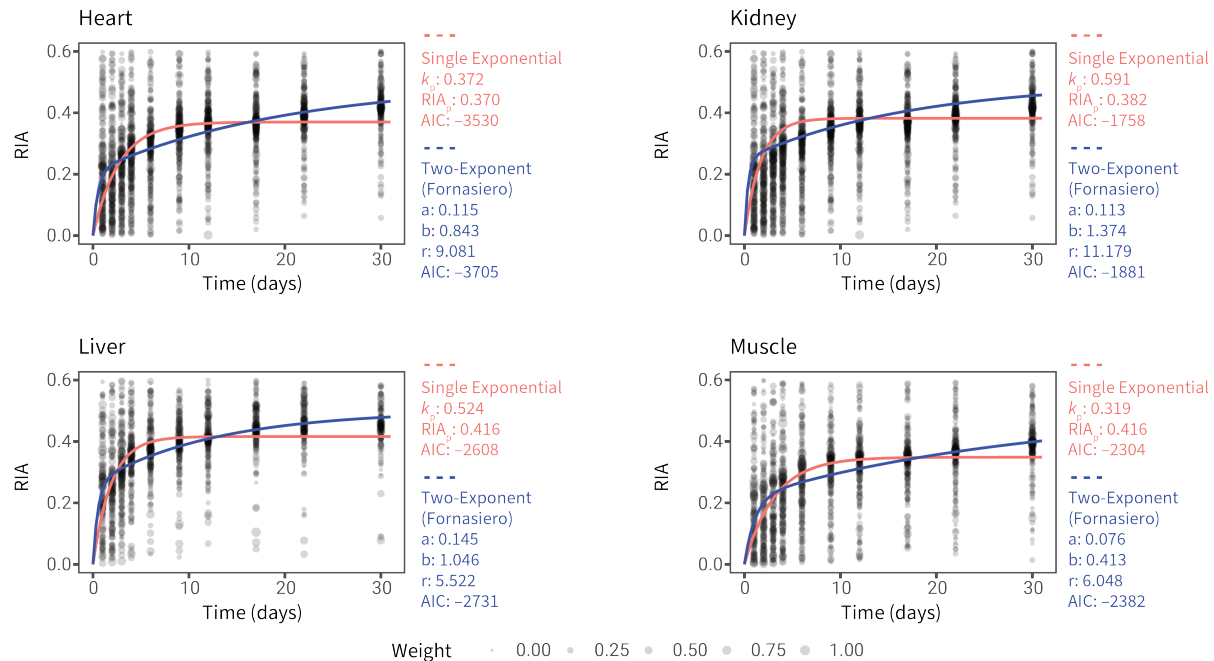 Heart
0.6
0.4
0.2
0.0
RIA
0
10
20
30
Time (days)
Single Exponential
kp: 0.372
RIAp: 0.370
AIC: –3530
Two-Exponent
(Fornasiero)
a: 0.115
b: 0.843
r: 9.081
AIC: –3705
Kidney
0.6
0.4
0.2
0.0
RIA
0
10
20
30
Time (days)
Single Exponential
kp: 0.591
RIAp: 0.382
AIC: –1758
Two-Exponent
(Fornasiero)
a: 0.113
b: 1.374
r: 11.179
AIC: –1881
Liver
0.6
0.4
0.2
0.0
RIA
0
10
20
30
Time (days)
Single Exponential
kp: 0.524
RIAp: 0.416
AIC: –2608
Two-Exponent
(Fornasiero)
a: 0.145
b: 1.046
r: 5.522
AIC: –2731
Muscle
0.6
0.4
0.2
0.0
RIA
0
10
20
30
Time (days)
Single Exponential
kp: 0.319
RIAp: 0.416
AIC: –2304
Two-Exponent
(Fornasiero)
a: 0.076
b: 0.413
r: 6.048
AIC: –2382
Weight 0.00 0.25 0.50 0.75 1.00